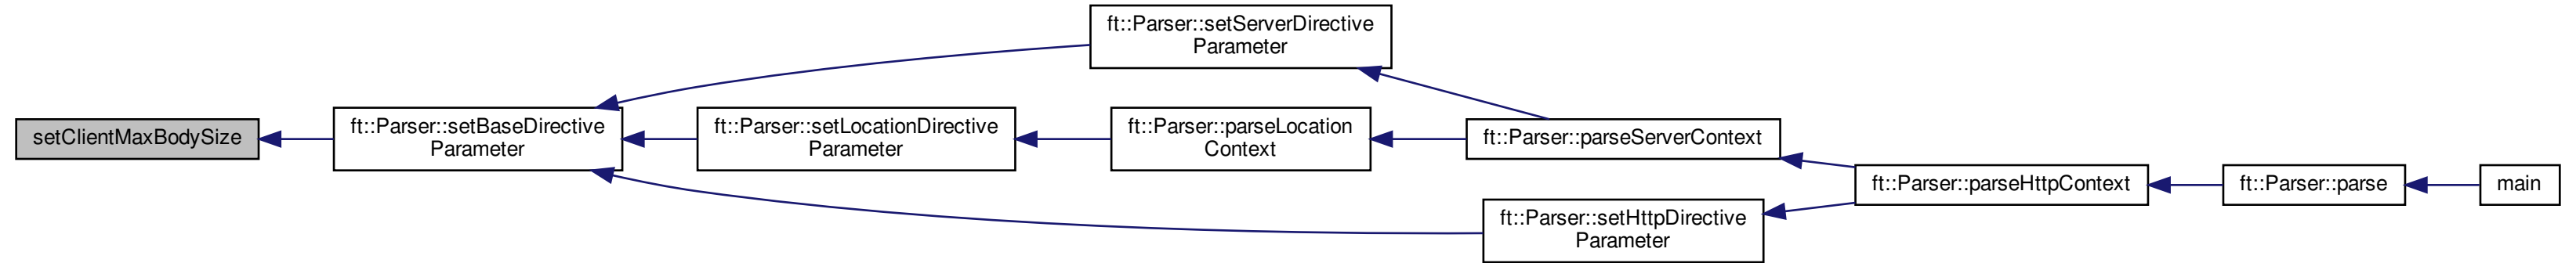 ft::Parser::setServerDirective
Parameter
setClientMaxBodySize
ft::Parser::setBaseDirective
Parameter
ft::Parser::setLocationDirective
Parameter
ft::Parser::parseLocation
Context
ft::Parser::parseServerContext
ft::Parser::setHttpDirective
Parameter
ft::Parser::parseHttpContext
ft::Parser::parse
main